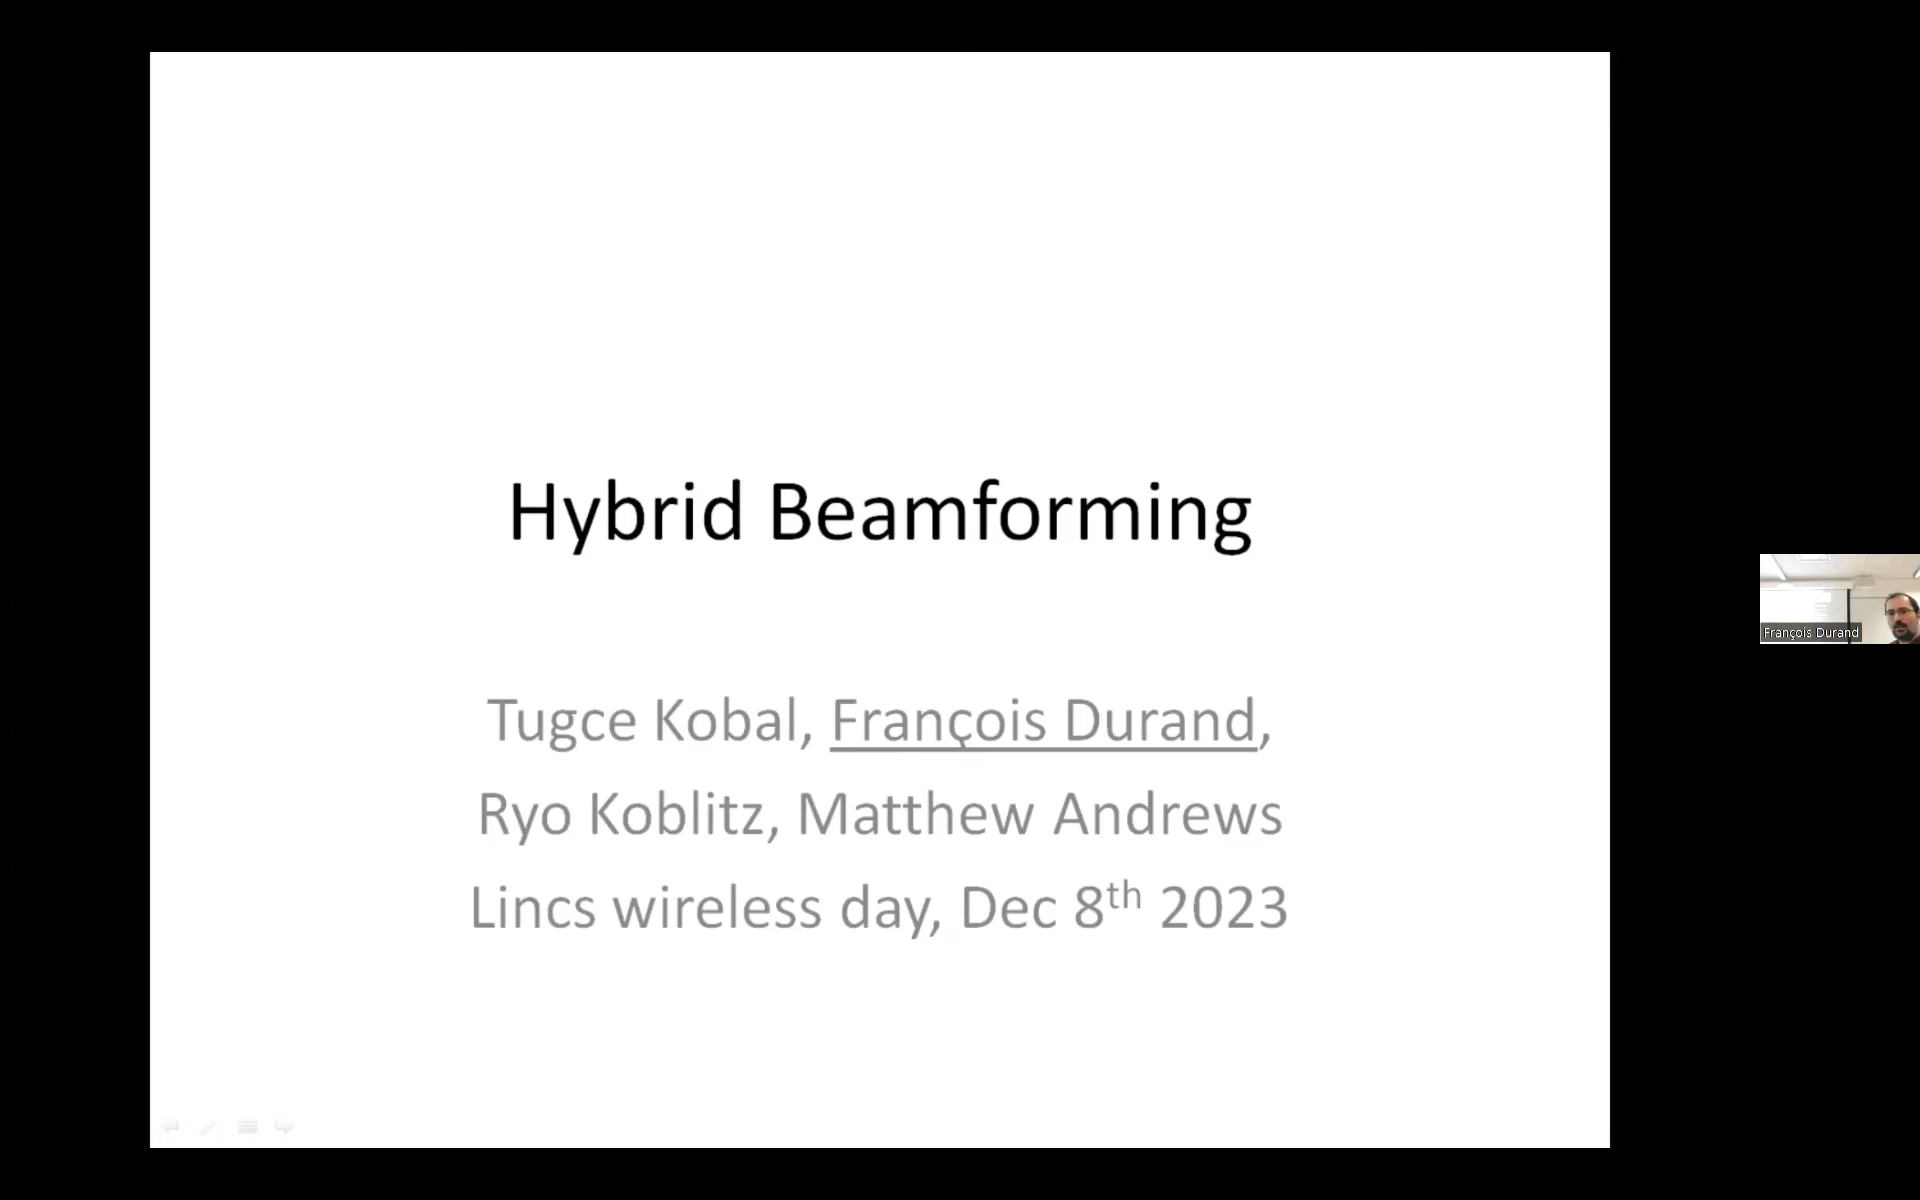 Hybrid Beamforming
Tugce Kobal, François Durand,
Ryo Koblitz, Matthew Andrews
Lincs wireless day, Dec 8th 2023
François Durand